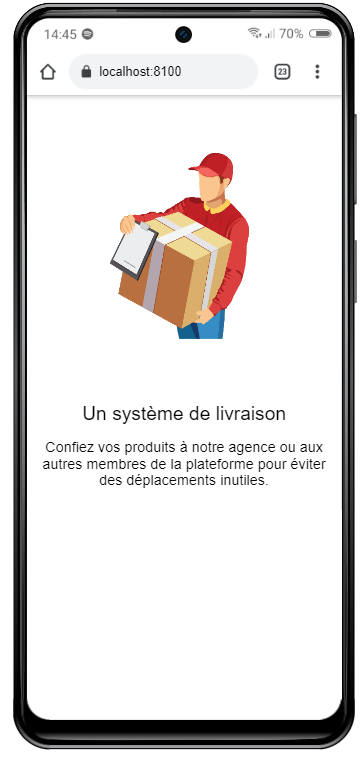 14:45 70%
localhost:8100 23
Un système de livraison
Confiez vos produits à notre agence ou aux
autres membres de la plateforme pour éviter
des déplacements inutiles.